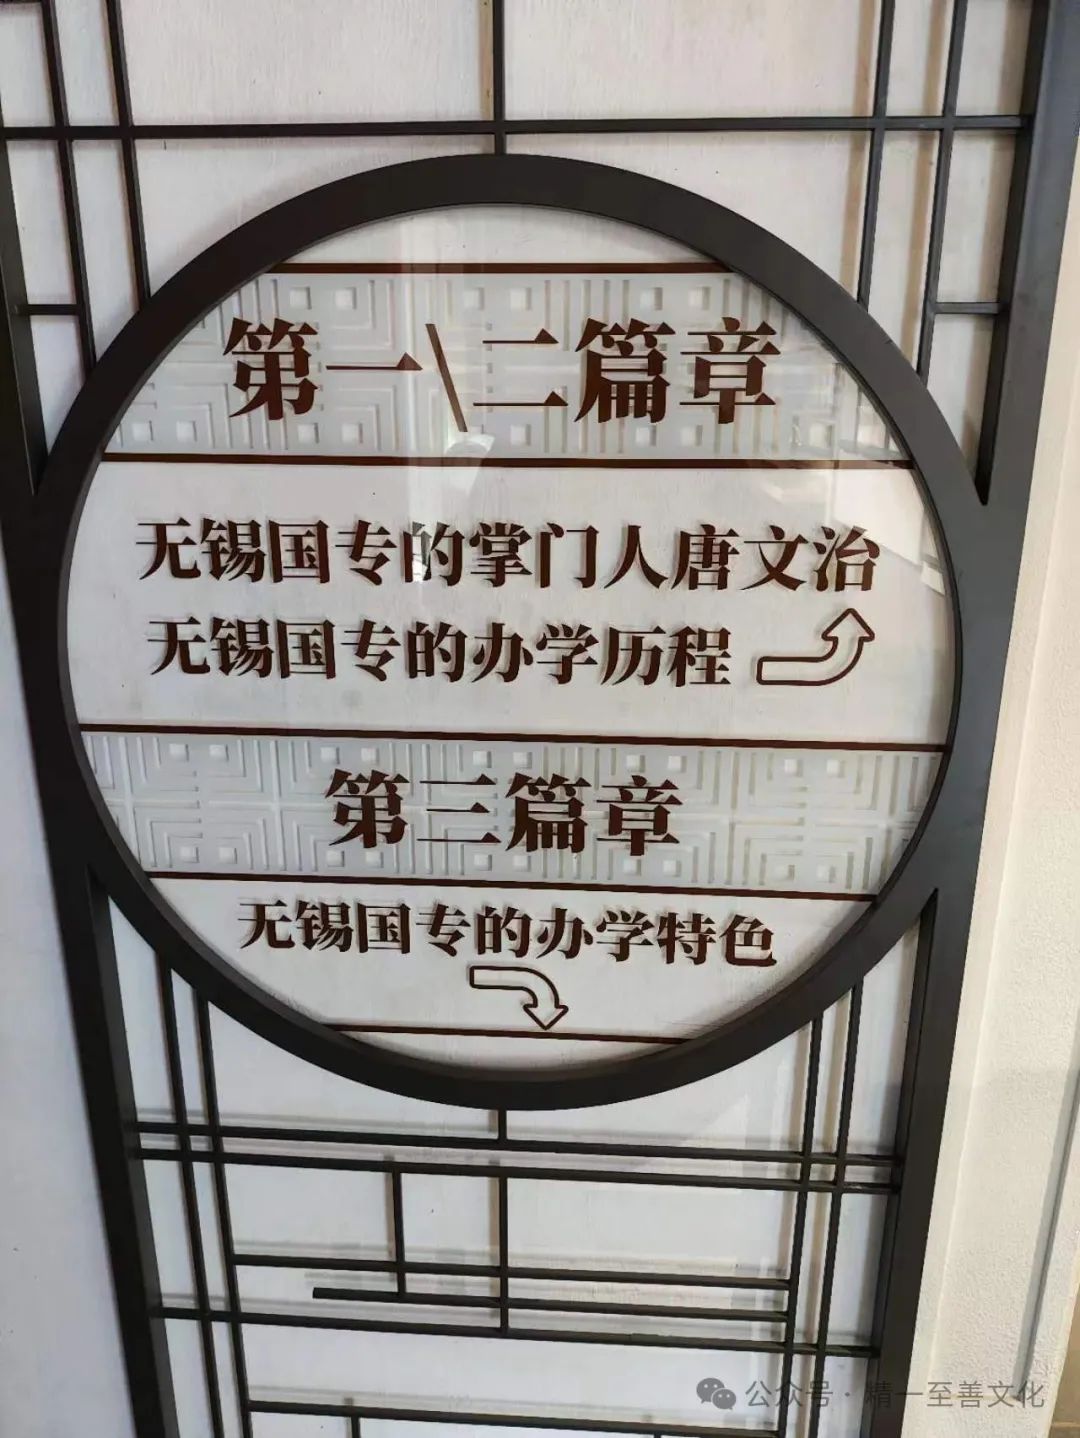 第一\二篇章
无锡国专的掌门人唐文治
无锡国专的办学历程
第三篇章
无锡国专的办学特色
公众号·精一至善文化